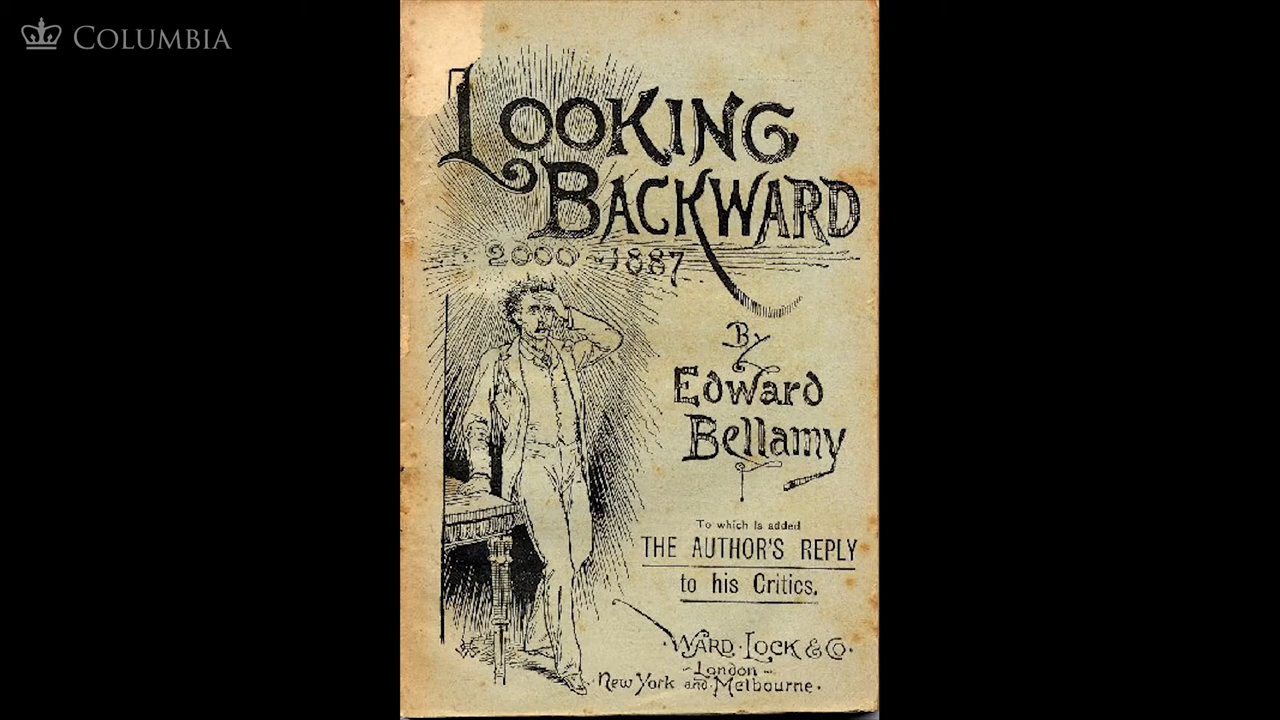 COLUMBIA
LOOKING
BACKWARD
2000-1887
By
Edward
Bellamy
To which is added
THE AUTHOR'S REPLY
to his Critics.
WARD·LOCK & Co.
London
New York and Melbourne.